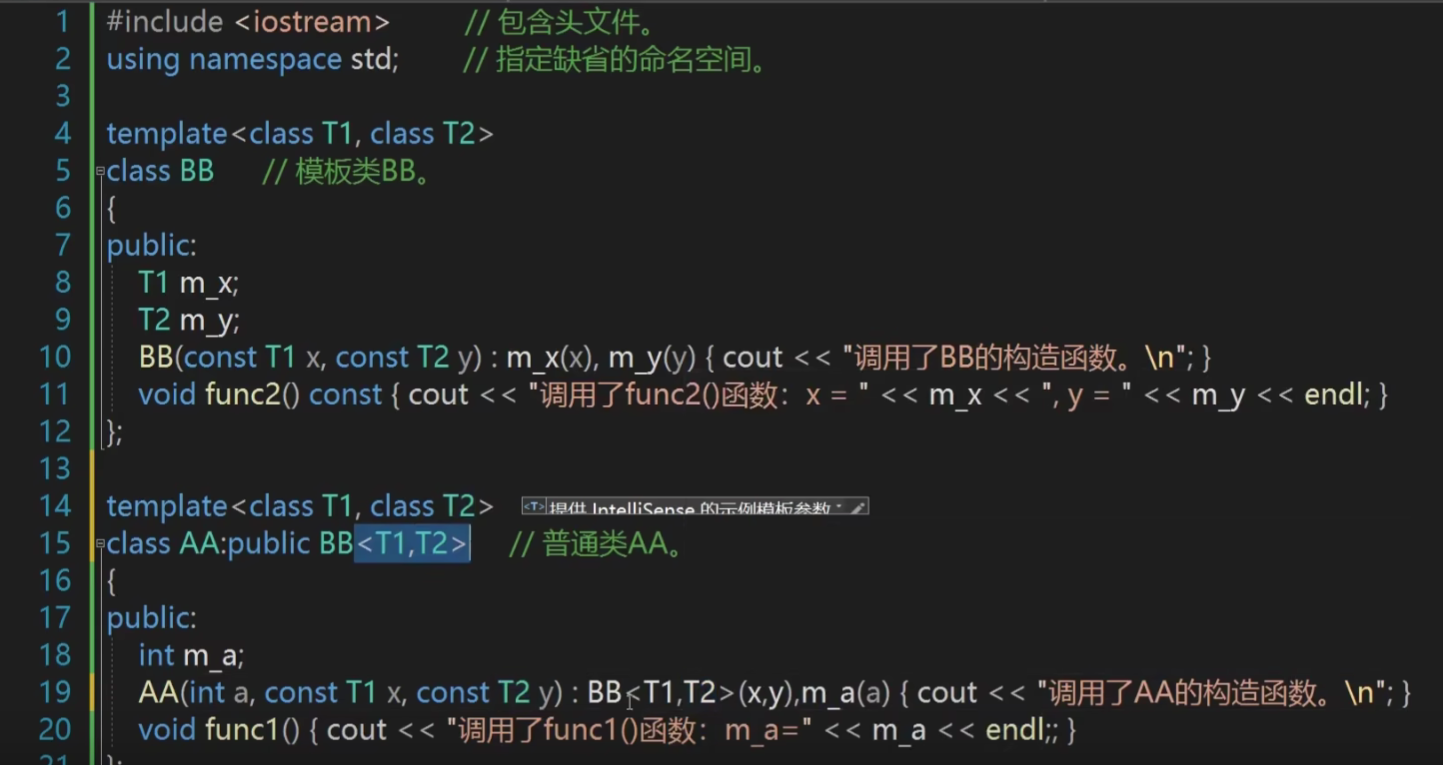 1 #include <iostream> // 包含头文件。
2 using namespace std; // 指定缺省的命名空间。
3
4 template<class T1, class T2>
5 class BB // 模板类BB。
6 {
7 public:
8 T1 m_x;
9 T2 m_y;
10 BB(const T1 x, const T2 y) : m_x(x), m_y(y) { cout << "调用了BB的构造函数。\n"; }
11 void func2() const { cout << "调用了func2()函数：x = " << m_x << ", y = " << m_y << endl; }
12 };
13
14 template<class T1, class T2> <T> 提供 IntelliSense 的示例模板参数
15 class AA:public BB<T1,T2> // 普通类AA。
16 {
17 public:
18 int m_a;
19 AA(int a, const T1 x, const T2 y) : BB<T1,T2>(x,y),m_a(a) { cout << "调用了AA的构造函数。\n"; }
20 void func1() { cout << "调用了func1()函数：m_a=" << m_a << endl;; }
21 };